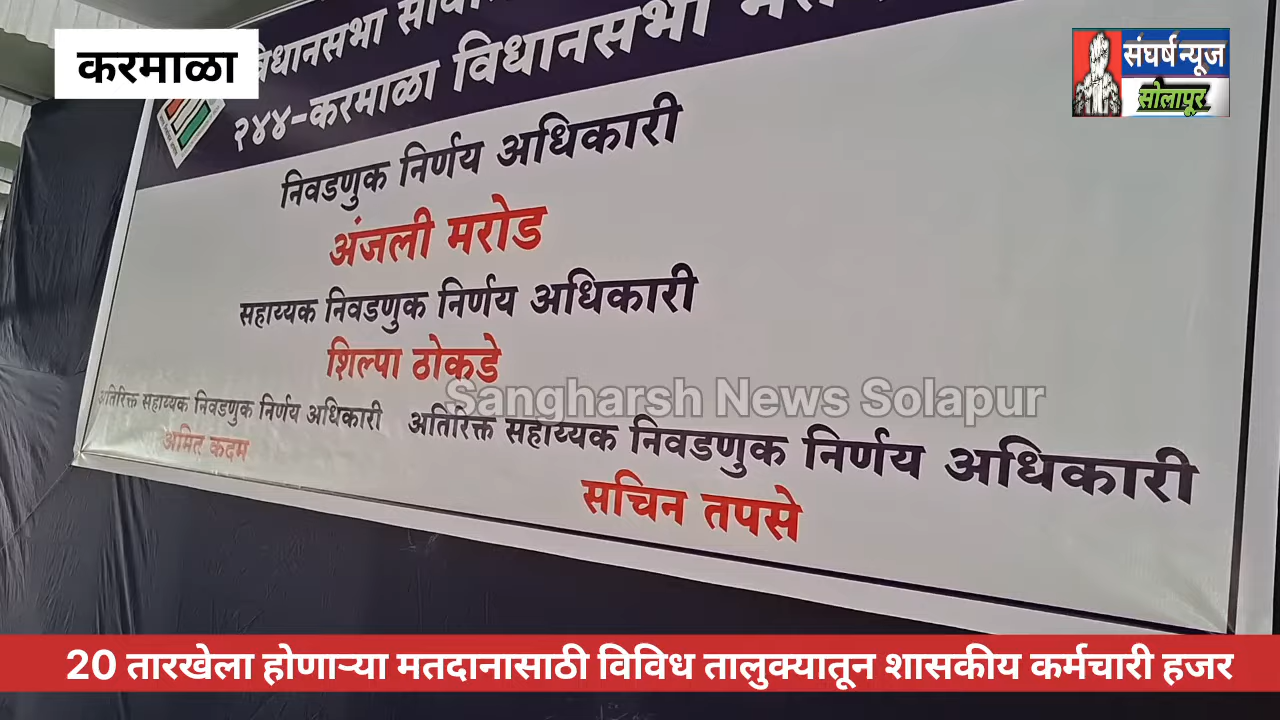 करमाळा
विधानसभा
२४४-करमाळा विधानसभा
संघर्ष न्यूज
सोलापूर
निवडणुक निर्णय अधिकारी
अंजली मरोड
सहाय्यक निवडणुक निर्णय अधिकारी
शिल्पा ठोकडे
Sangharsh News Solapur
अतिरिक्त सहाय्यक निवडणुक निर्णय अधिकारी
अमित कदम
अतिरिक्त सहाय्यक निवडणुक निर्णय अधिकारी
सचिन तपसे
20 तारखेला होणाऱ्या मतदानासाठी विविध तालुक्यातून शासकीय कर्मचारी हजर